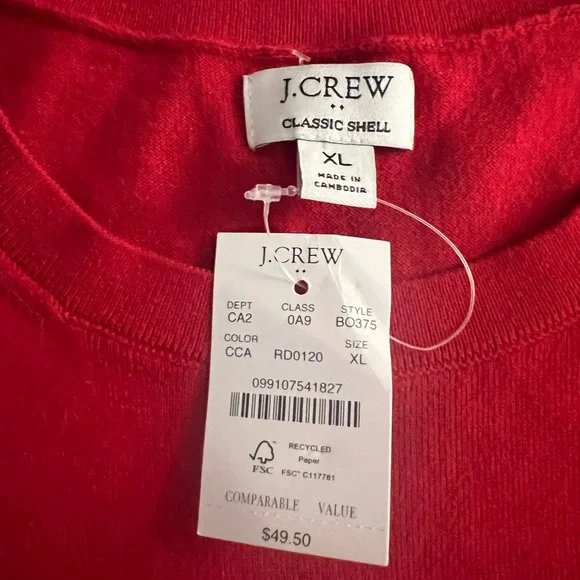 J.CREW
CLASSIC SHELL
XL
MADE IN
CAMBODIA
J.CREW
DEPT CLASS STYLE
CA2 0A9 BO375
COLOR SIZE
CCA RD0120 XL
099107541827
FSC
RECYCLED
Paper
FSC® C117781
COMPARABLE VALUE
$49.50